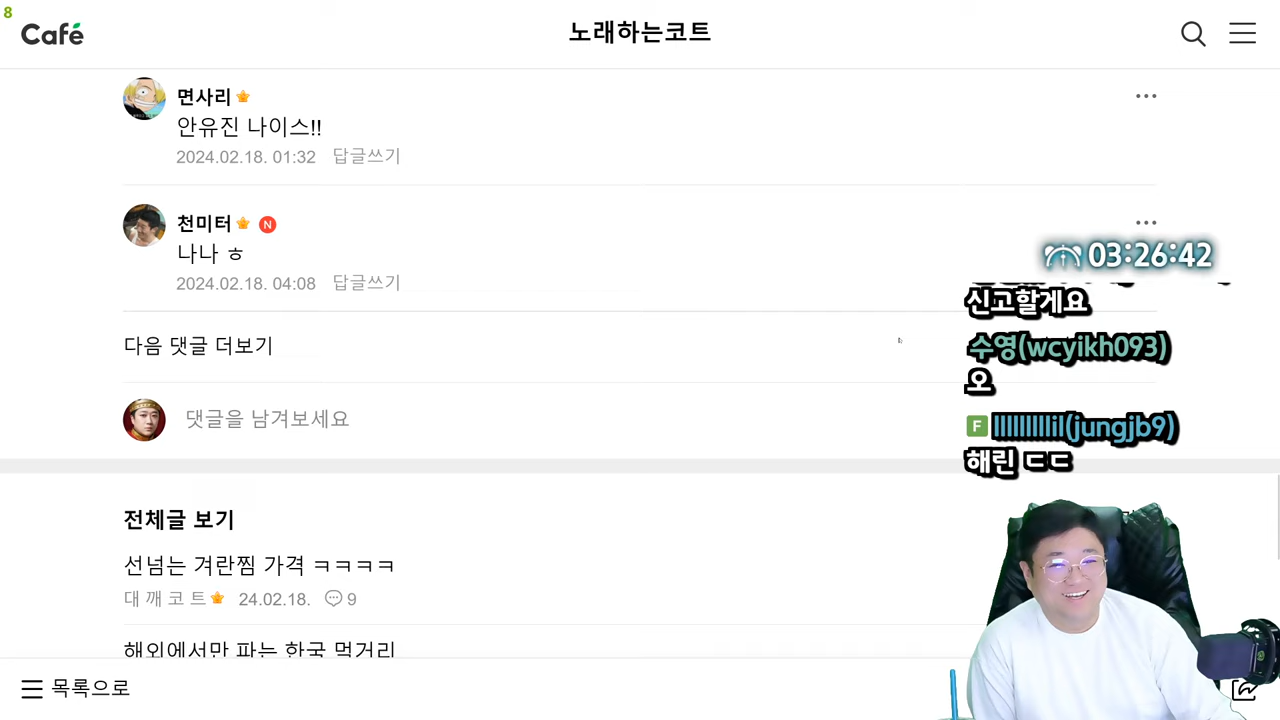 8
Café
노래하는코트
면사리
안유진 나이스!!
2024.02.18. 01:32 답글쓰기
천미터 N
나나 ㅎ
2024.02.18. 04:08 답글쓰기
다음 댓글 더보기
댓글을 남겨보세요
전체글 보기
선넘는 겨란찜 가격 ㅋㅋㅋㅋ
대 깨 코 트 24.02.18. 9
해외에서만 파는 한국 먹거리
목록으로
03:26:42
신고할게요
수영(wcyikh093)
오
F lllllllllil(jungjb9)
해린 ㄷㄷ